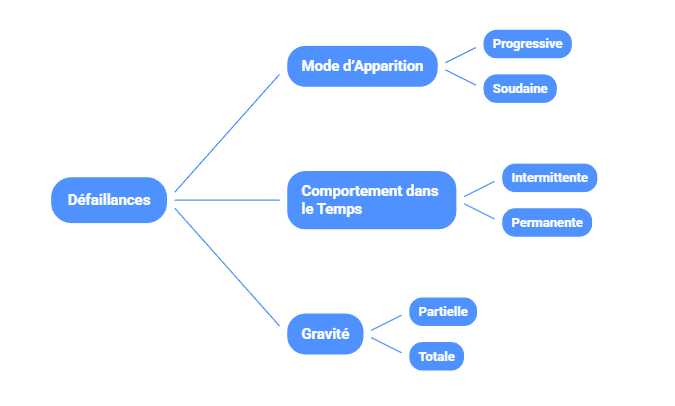 Défaillances
Mode d'Apparition
Progressive
Soudaine
Comportement dans
le Temps
Intermittente
Permanente
Gravité
Partielle
Totale